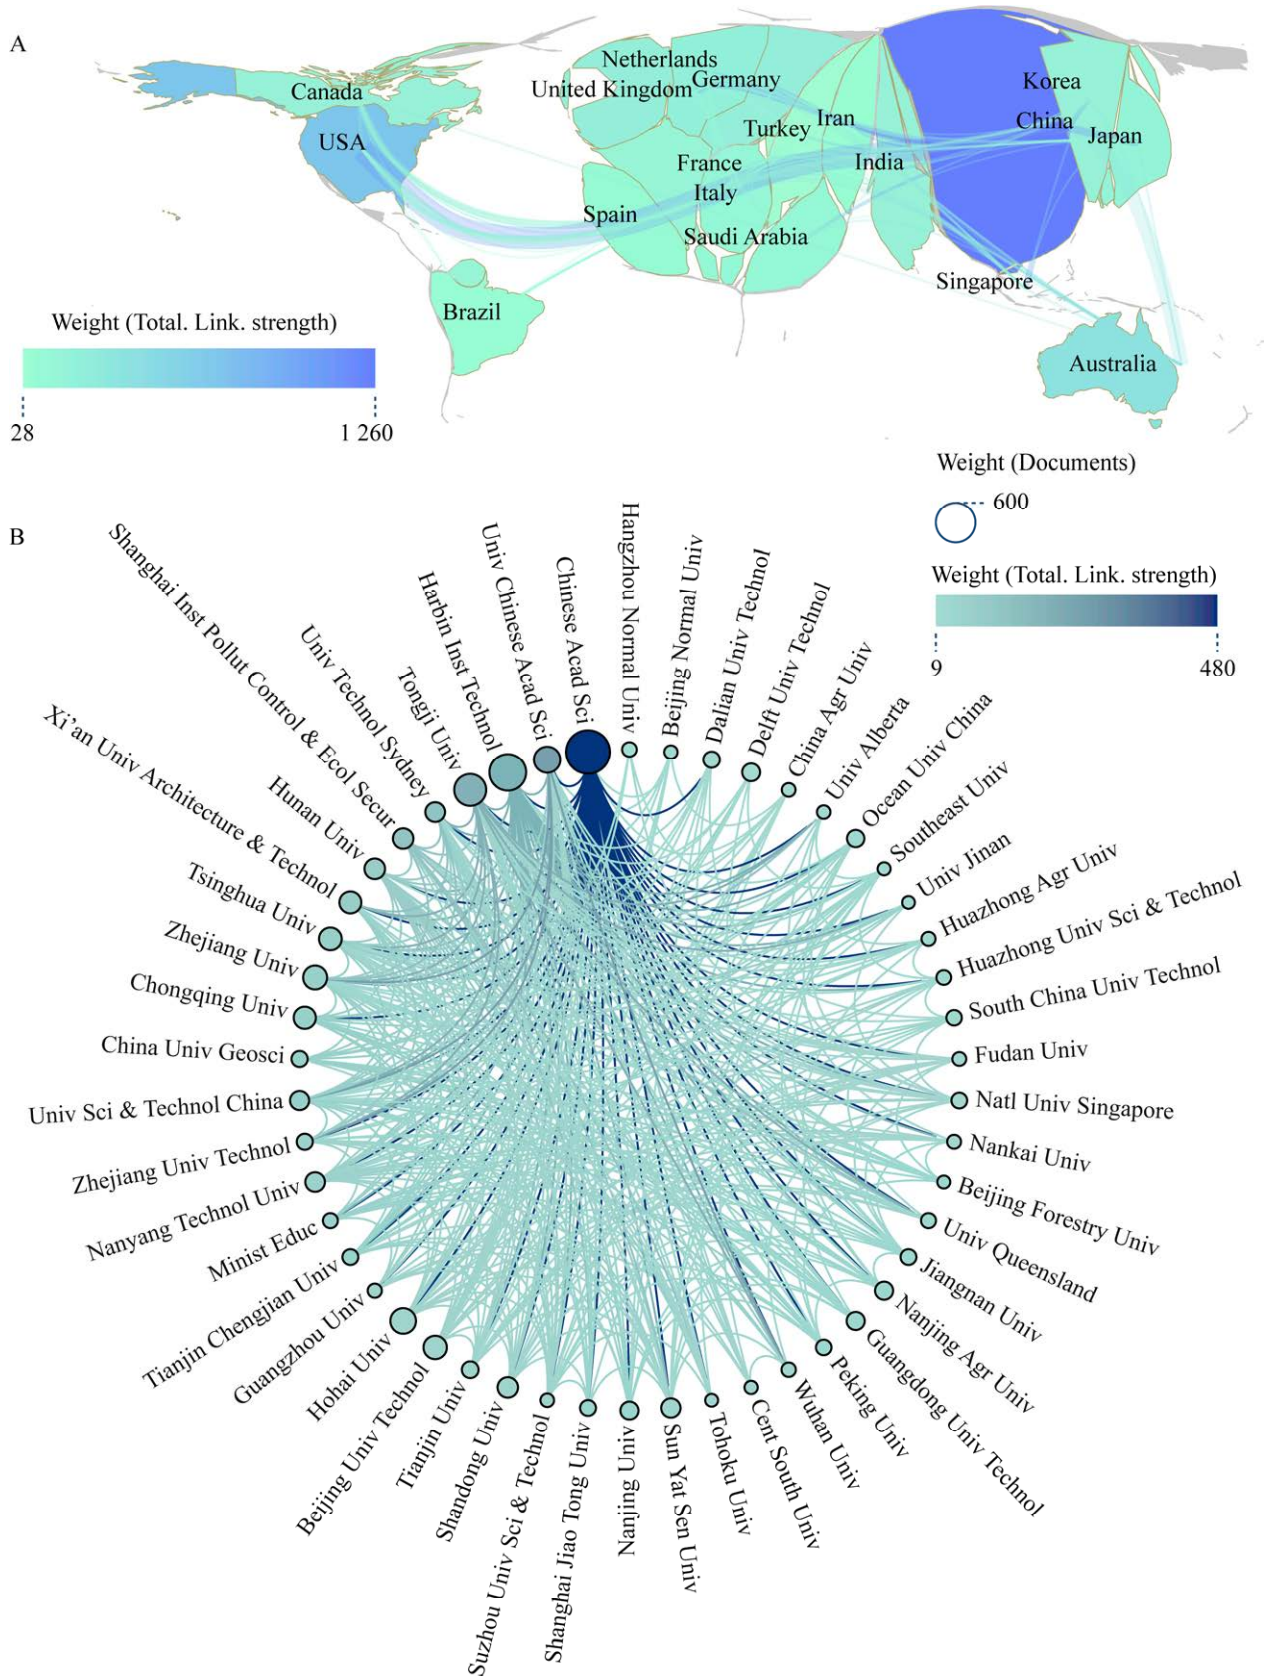 A
Netherlands
United Kingdom
Germany
Canada
Korea
USA
Turkey
Iran
China
Japan
France
India
Italy
Spain
Saudi Arabia
Singapore
Brazil
Australia
Weight (Total. Link. strength)
28
1 260
Weight (Documents)
600
Weight (Total. Link. strength)
9
480
B
Chinese Acad Sci
Hangzhou Normal Univ
Beijing Normal Univ
Dalian Univ Technol
Delft Univ Technol
China Agr Univ
Univ Alberta
Ocean Univ China
Southeast Univ
Univ Jinan
Huazhong Agr Univ
Huazhong Univ Sci & Technol
South China Univ Technol
Fudan Univ
Natl Univ Singapore
Nankai Univ
Beijing Forestry Univ
Univ Queensland
Jiangnan Univ
Nanjing Agr Univ
Guangdong Univ Technol
Peking Univ
Wuhan Univ
Cent South Univ
Tohoku Univ
Sun Yat Sen Univ
Nanjing Univ
Shanghai Jiao Tong Univ
Suzhou Univ Sci & Technol
Shandong Univ
Tianjin Univ
Beijing Univ Technol
Hohai Univ
Guangzhou Univ
Tianjin Chengjian Univ
Minist Educ
Nanyang Technol Univ
Zhejiang Univ Technol
Univ Sci & Technol China
China Univ Geosci
Chongqing Univ
Zhejiang Univ
Tsinghua Univ
Xi’an Univ Architecture & Technol
Hunan Univ
Shanghai Inst Pollut Control & Ecol Secur
Univ Technol Sydney
Tongji Univ
Harbin Inst Technol
Univ Chinese Acad Sci